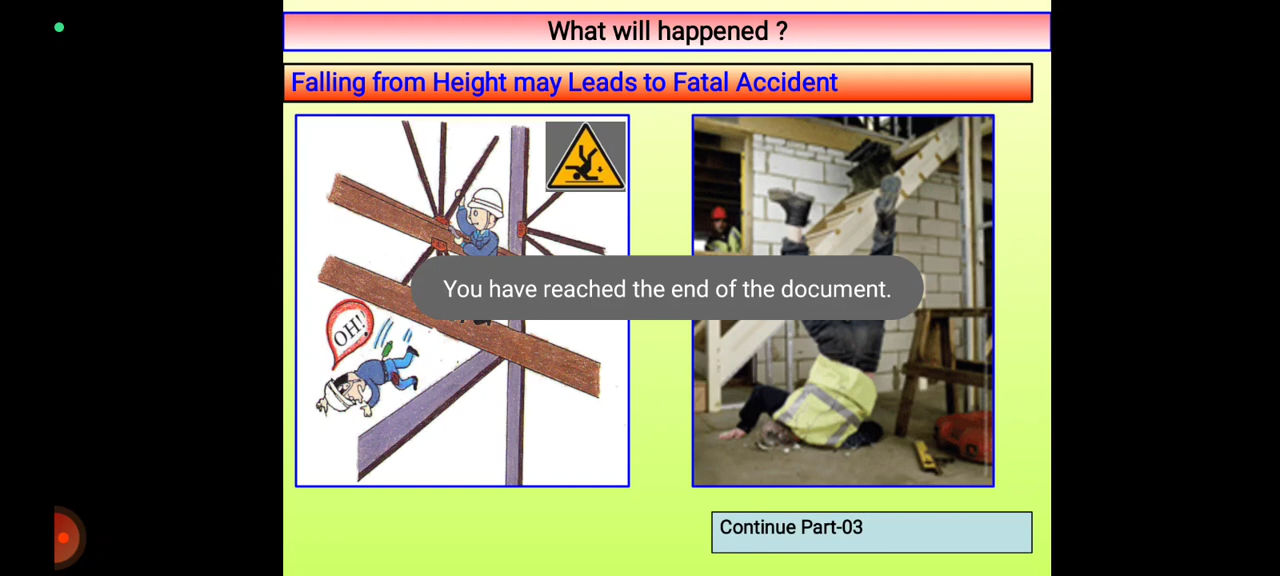 What will happened ?
Falling from Height may Leads to Fatal Accident
You have reached the end of the document.
OH!!
Continue Part-03